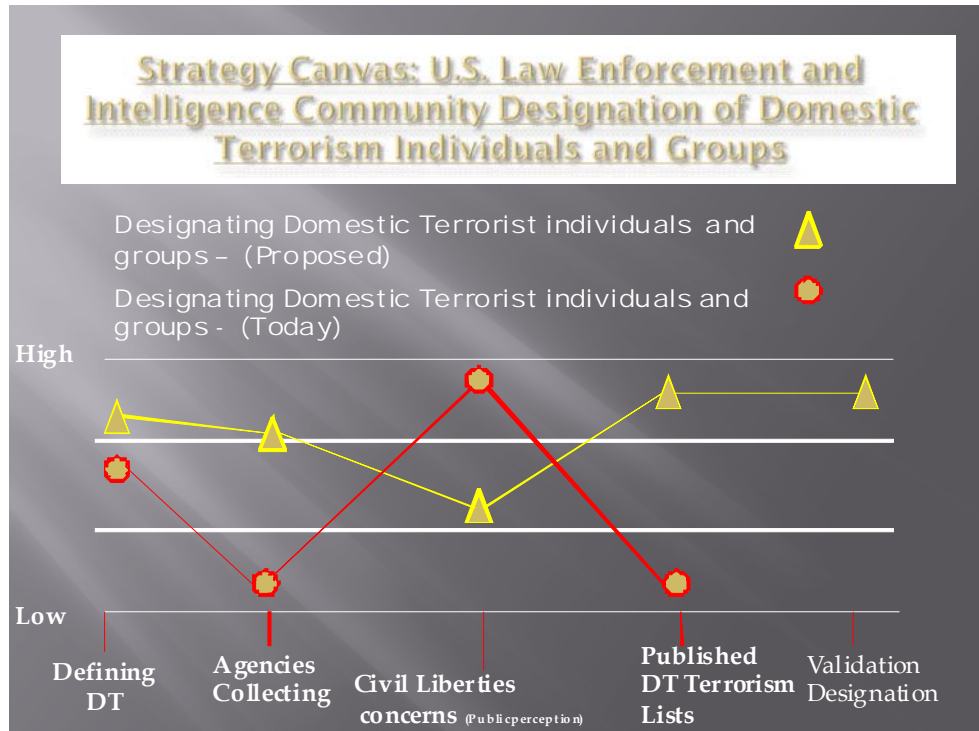 Strategy Canvas: U.S. Law Enforcement and
Intelligence Community Designation of Domestic
Terrorism Individuals and Groups
Designating Domestic Terrorist individuals and
groups – (Proposed)
Designating Domestic Terrorist individuals and
groups - (Today)
High
Low
Defining
DT
Agencies
Collecting
Civil Liberties
concerns (Publicperception)
Published
DT Terrorism
Lists
Validation
Designation